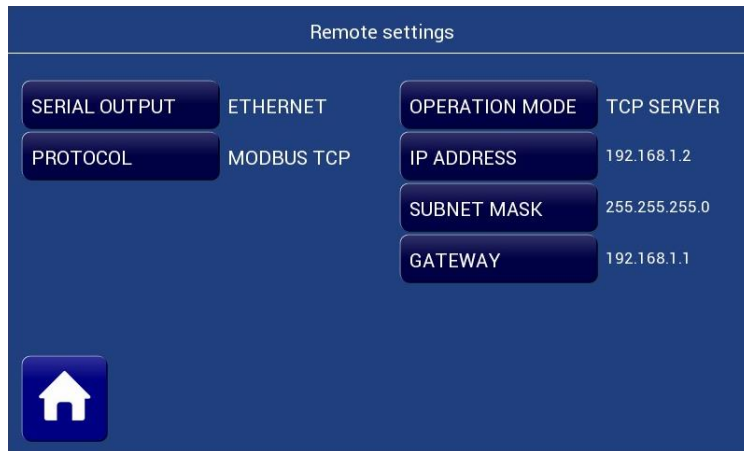 Remote settings
SERIAL OUTPUT ETHERNET OPERATION MODE TCP SERVER
PROTOCOL MODBUS TCP IP ADDRESS 192.168.1.2
SUBNET MASK 255.255.255.0
GATEWAY 192.168.1.1